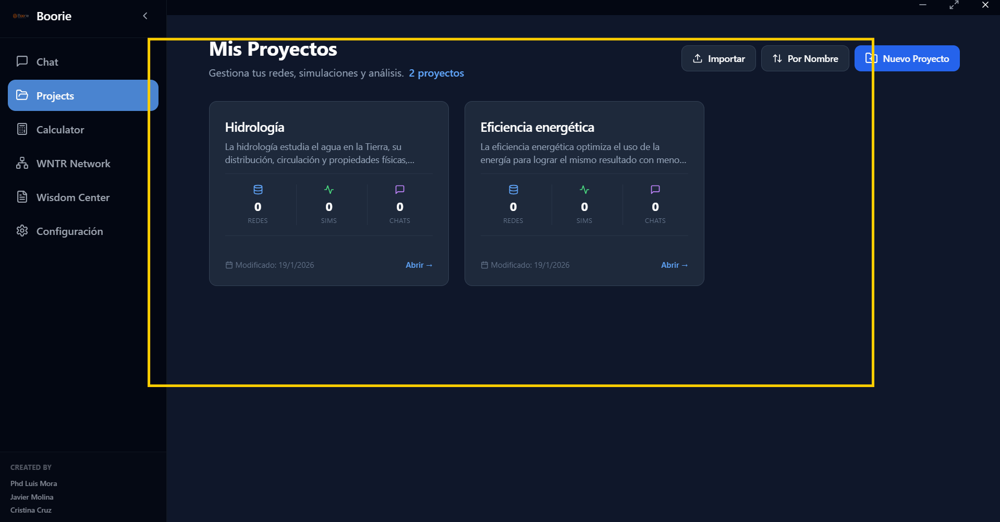 Boorie
Boorie
Chat
Projects
Calculator
WNTR Network
Wisdom Center
Configuración
CREATED BY
Phd Luis Mora
Javier Molina
Cristina Cruz
Mis Proyectos
Gestiona tus redes, simulaciones y análisis. 2 proyectos
Importar
Por Nombre
Nuevo Proyecto
Hidrología
La hidrología estudia el agua en la Tierra, su
distribución, circulación y propiedades físicas,...
0
REDES
0
SIMS
0
CHATS
Modificado: 19/1/2026
Abrir →
Eficiencia energética
La eficiencia energética optimiza el uso de la
energía para lograr el mismo resultado con meno...
0
REDES
0
SIMS
0
CHATS
Modificado: 19/1/2026
Abrir →